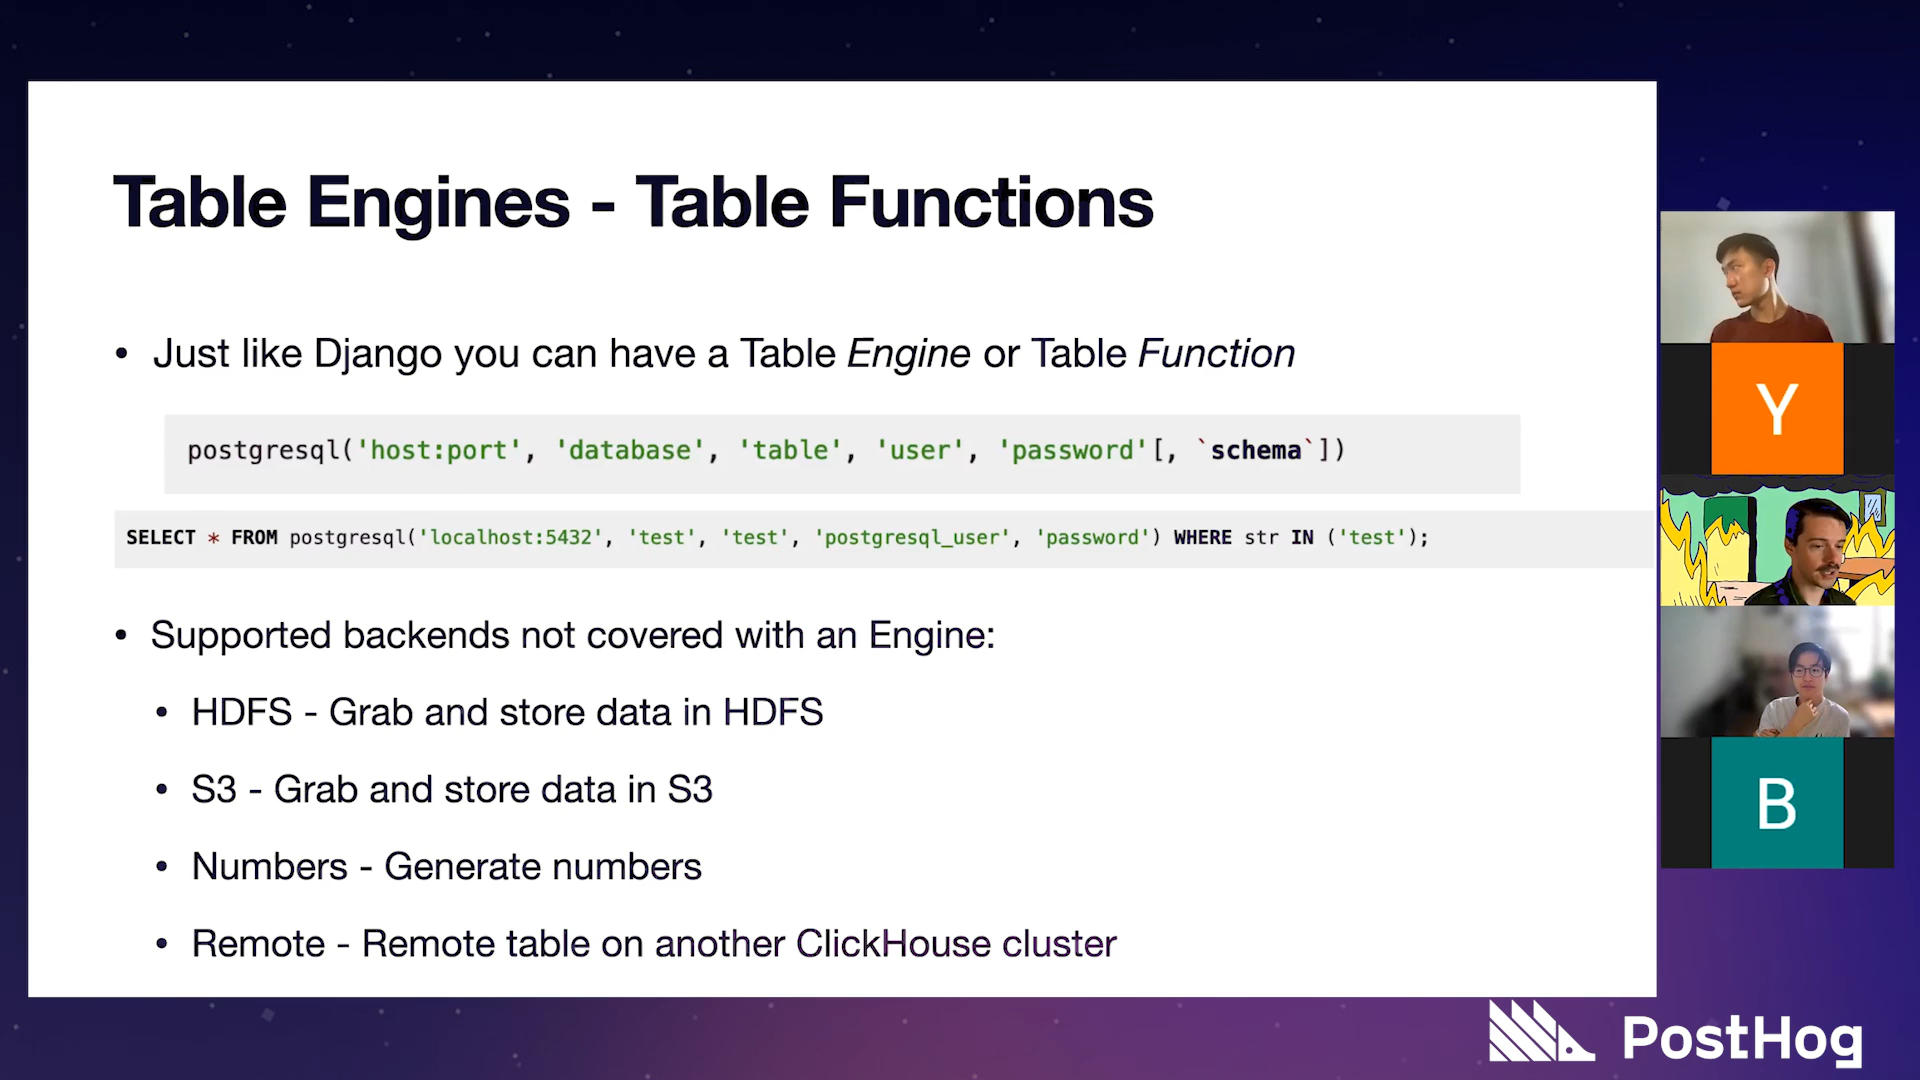 Table Engines - Table Functions
• Just like Django you can have a Table Engine or Table Function
postgresql('host:port', 'database', 'table', 'user', 'password'[, `schema`])
SELECT * FROM postgresql('localhost:5432', 'test', 'test', 'postgresql_user', 'password') WHERE str IN ('test');
• Supported backends not covered with an Engine:
• HDFS - Grab and store data in HDFS
• S3 - Grab and store data in S3
• Numbers - Generate numbers
• Remote - Remote table on another ClickHouse cluster
Y
B
PostHog